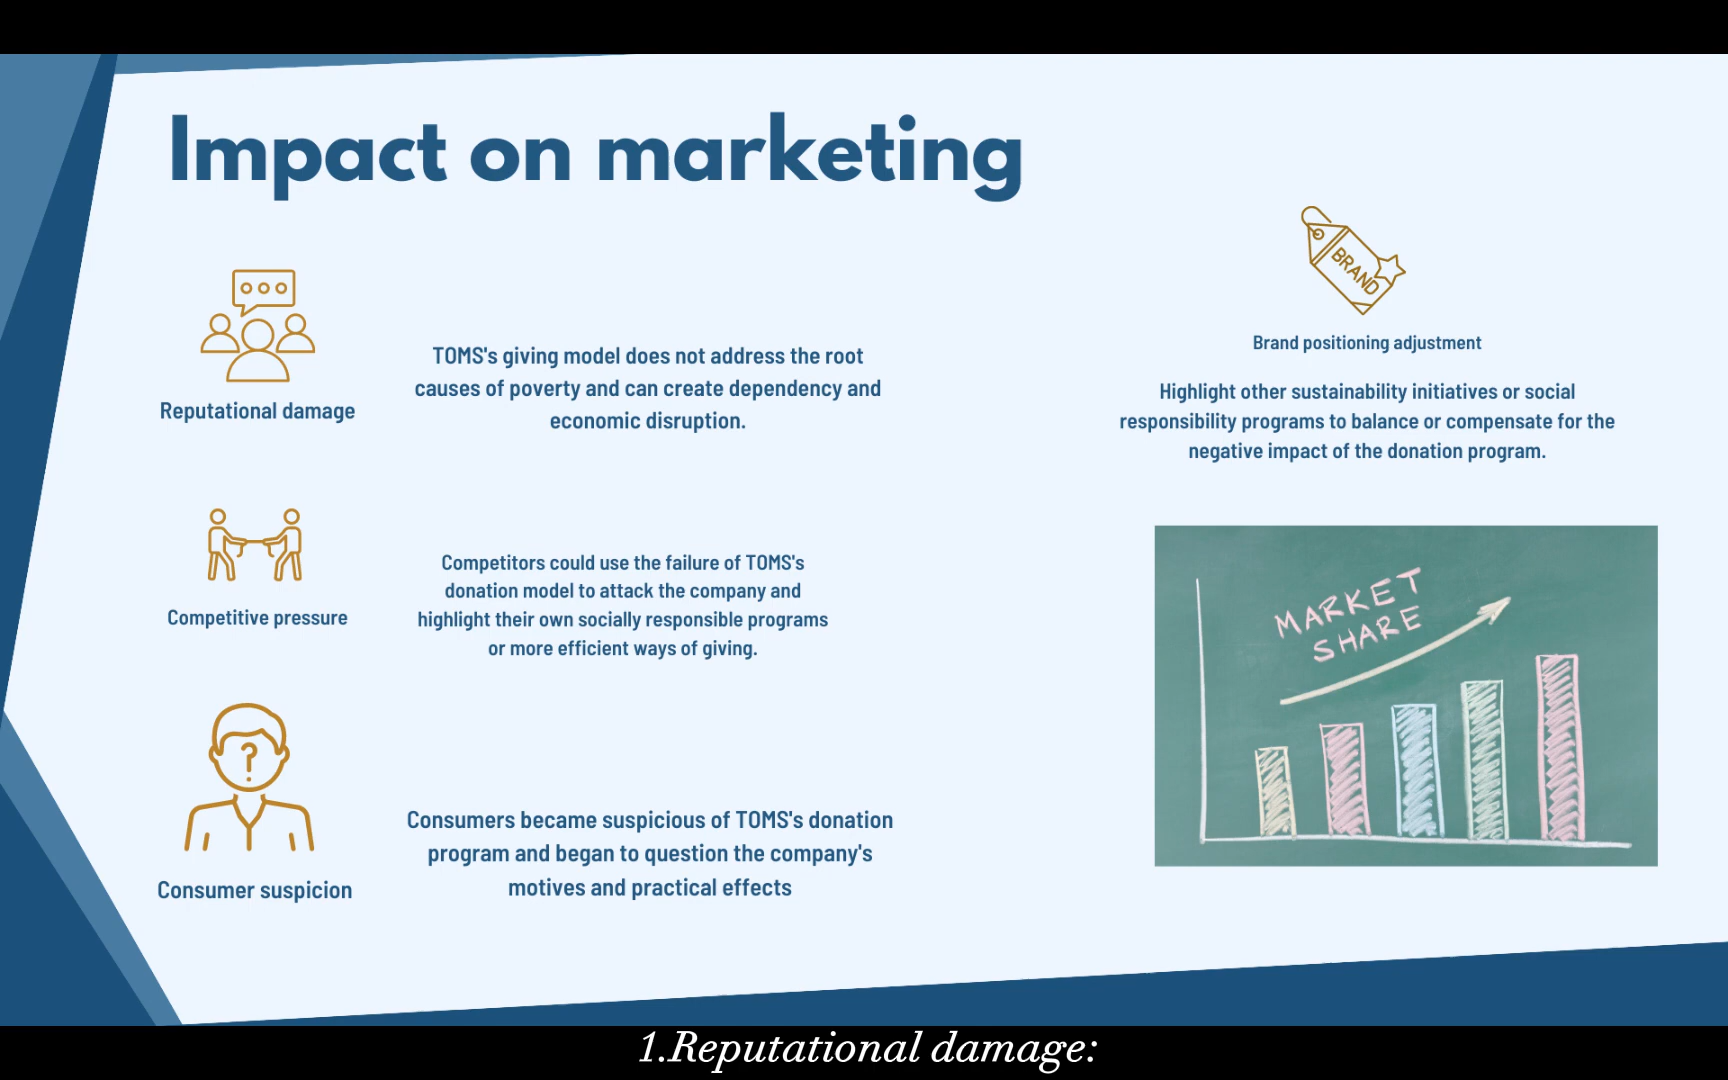 Impact on marketing
Reputational damage
TOMS's giving model does not address the root
causes of poverty and can create dependency and
economic disruption.
Competitive pressure
Competitors could use the failure of TOMS's
donation model to attack the company and
highlight their own socially responsible programs
or more efficient ways of giving.
Consumer suspicion
Consumers became suspicious of TOMS's donation
program and began to question the company's
motives and practical effects
BRAND
Brand positioning adjustment
Highlight other sustainability initiatives or social
responsibility programs to balance or compensate for the
negative impact of the donation program.
MARKET
SHARE
1.Reputational damage: